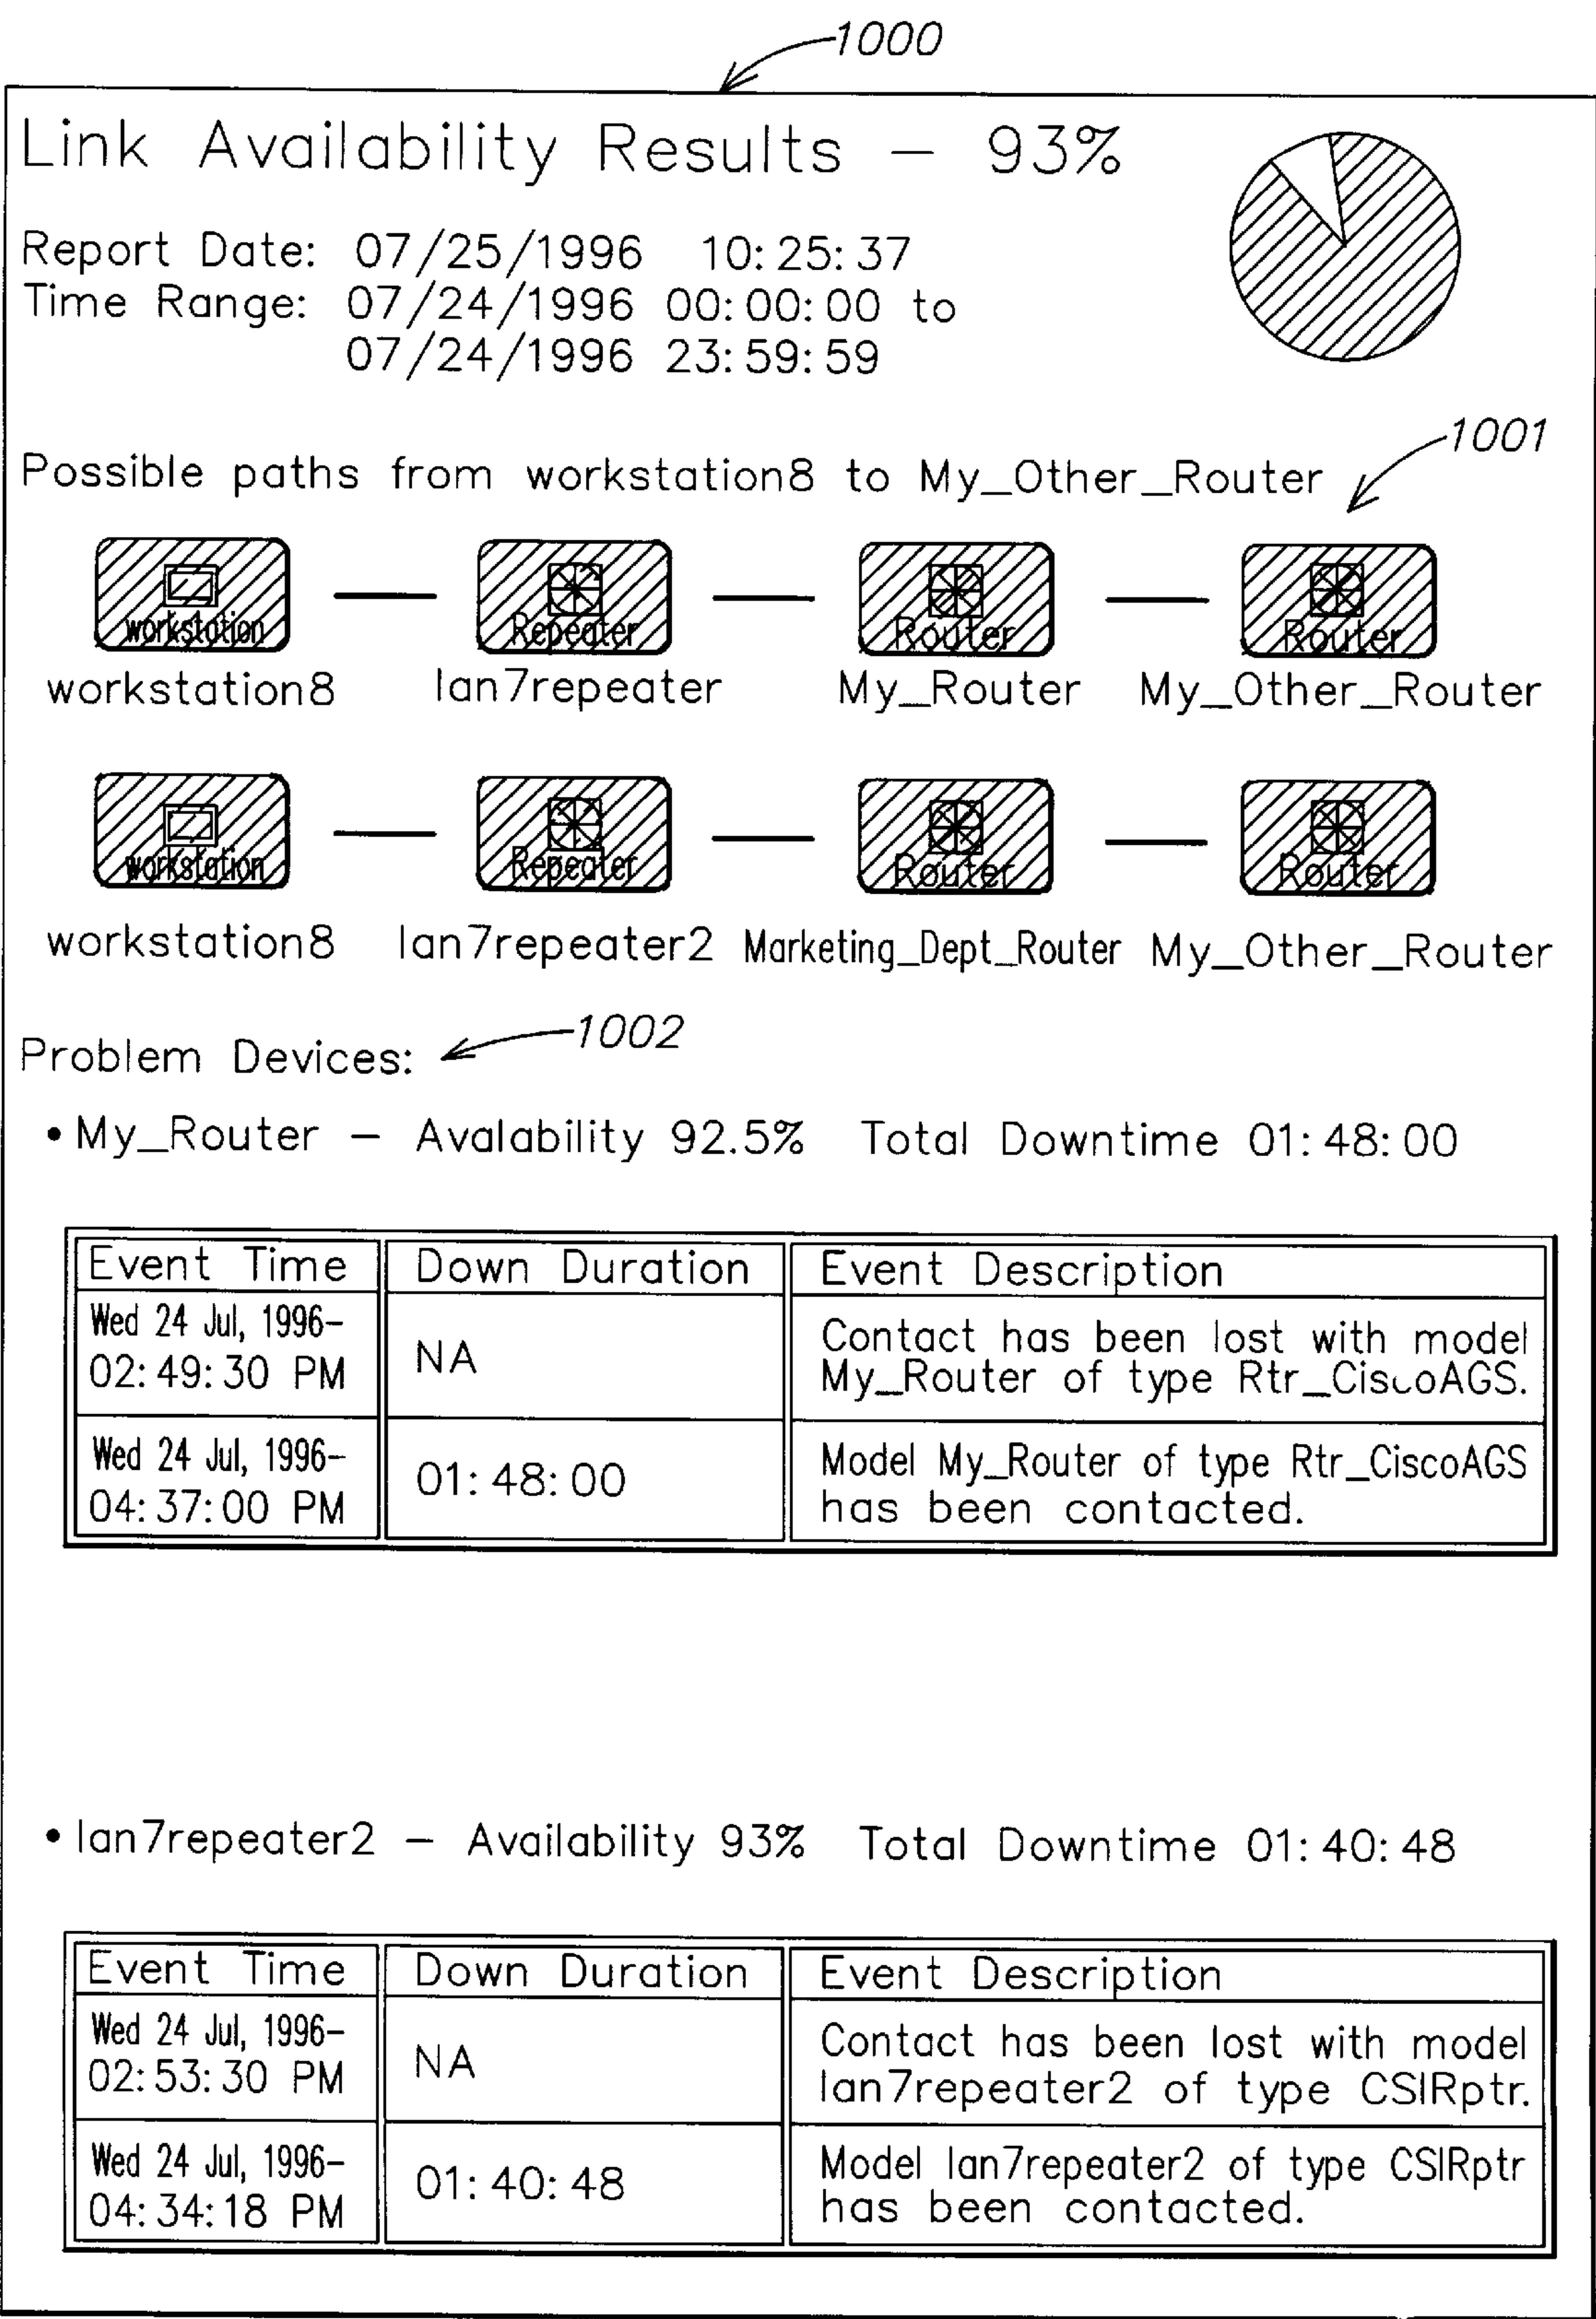 1000
Link Availability Results – 93%
Report Date: 07/25/1996 10:25:37
Time Range: 07/24/1996 00:00:00 to
07/24/1996 23:59:59
1001
Possible paths from workstation8 to My_Other_Router
workstation Repeater Router Router
workstation8 lan7repeater My_Router My_Other_Router
workstation Repeater Router Router
workstation8 lan7repeater2 Marketing_Dept_Router My_Other_Router
1002
Problem Devices:
• My_Router – Avalability 92.5% Total Downtime 01:48:00
Event Time Down Duration Event Description
Wed 24 Jul, 1996–
02:49:30 PM
NA
Contact has been lost with model
My_Router of type Rtr_CiscoAGS.
Wed 24 Jul, 1996–
04:37:00 PM
01:48:00
Model My_Router of type Rtr_CiscoAGS
has been contacted.
• lan7repeater2 – Availability 93% Total Downtime 01:40:48
Event Time Down Duration Event Description
Wed 24 Jul, 1996–
02:53:30 PM
NA
Contact has been lost with model
lan7repeater2 of type CSIRptr.
Wed 24 Jul, 1996–
04:34:18 PM
01:40:48
Model lan7repeater2 of type CSIRptr
has been contacted.